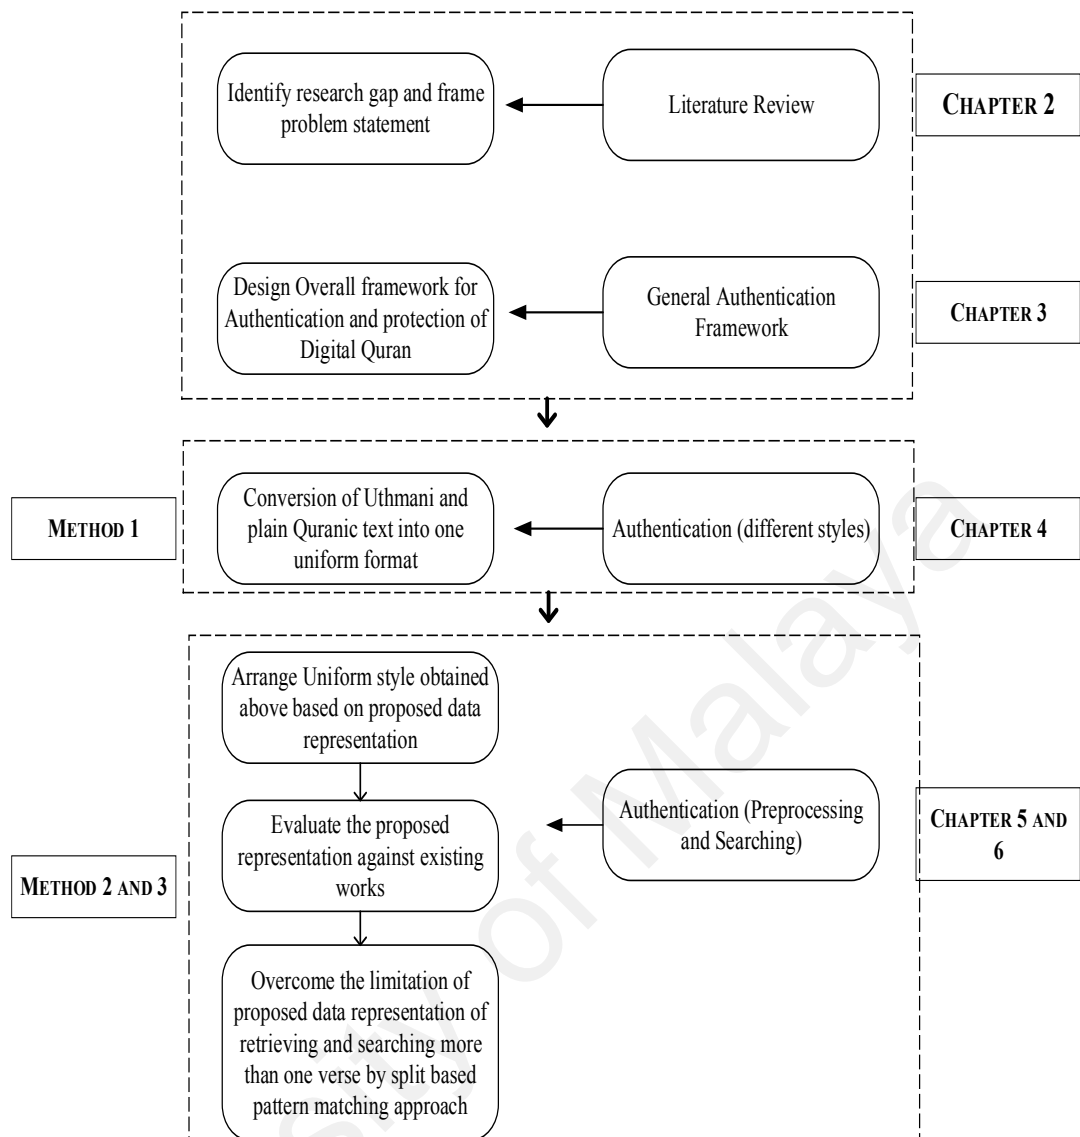 Identify research gap and frame
problem statement
Literature Review
CHAPTER 2
Design Overall framework for
Authentication and protection of
Digital Quran
General Authentication
Framework
CHAPTER 3
METHOD 1
Conversion of Uthmani and
plain Quranic text into one
uniform format
Authentication (different styles)
CHAPTER 4
Arrange Uniform style obtained
above based on proposed data
representation
Evaluate the proposed
representation against existing
works
Authentication (Preprocessing
and Searching)
CHAPTER 5 AND
6
METHOD 2 AND 3
Overcome the limitation of
proposed data representation of
retrieving and searching more
than one verse by split based
pattern matching approach
sity of Malaya